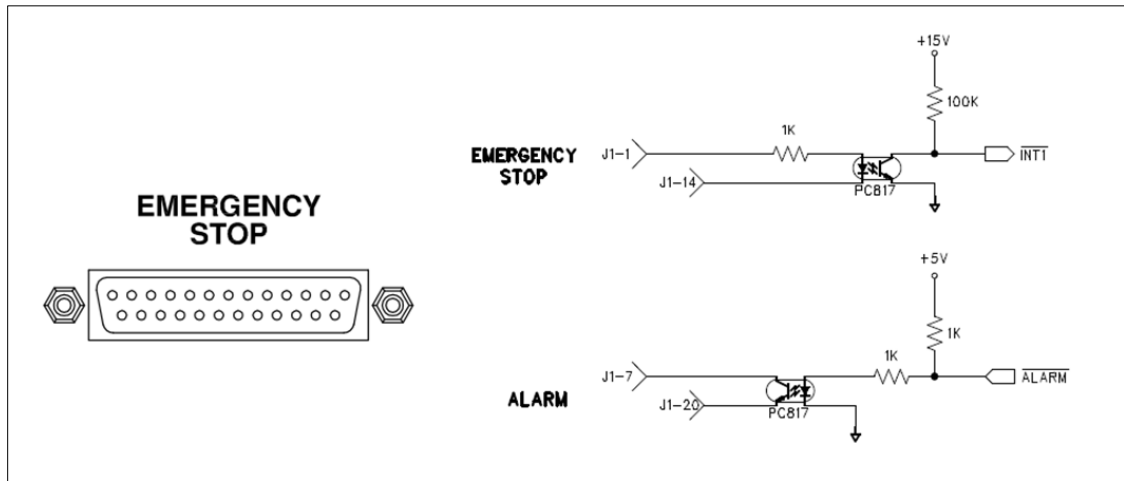 EMERGENCY
STOP
+15V
100K
1K
EMERGENCY
STOP
J1-1
INT1
J1-14
PC817
+5V
1K
1K
J1-7
ALARM
ALARM
J1-20
PC817